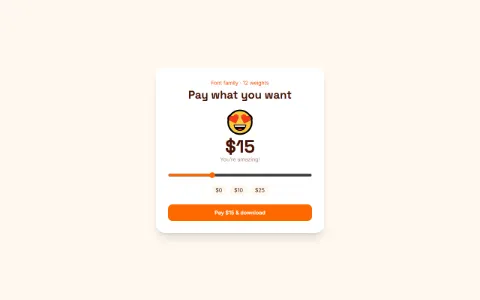 Font family · 12 weights
Pay what you want
$15
You're amazing!
$0 $10 $25
Pay $15 & download